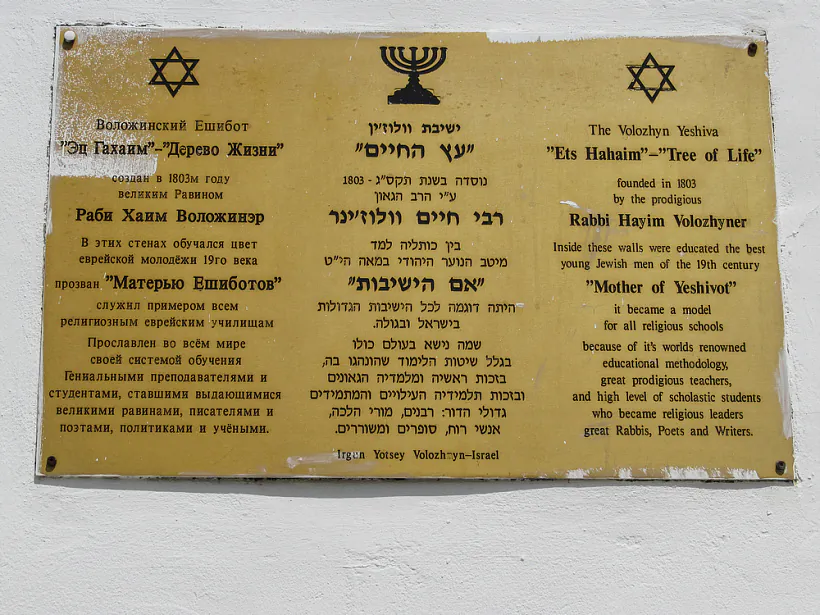 Воложинский Ешибот
"Эц Гахаим"–"Дерево Жизни"
создан в 1803м году
великим Равином
Раби Хаим Воложинэр
В этих стенах обучался цвет
еврейской молодёжи 19го века
прозван "Матерью Ешиботов"
служил примером всем
религиозным еврейским училищам
Прославлен во всём мире
своей системой обучения
Гениальными преподавателями и
студентами, ставшими выдающимися
великими равинами, писателями и
поэтами, политиками и учёными.
ישיבת וולוז'ין
"עץ החיים"
נוסדה בשנת תקס"ג - 1803
ע"י הרב הגאון
רבי חיים וולוז'ינר
בין כותליה למד
מיטב הנוער היהודי במאה הי"ט
"אם הישיבות"
היתה דוגמה לכל הישיבות הגדולות
בישראל ובגולה.
שמה נישא בעולם כולו
בגלל שיטות הלימוד שהונהגו בה,
בזכות ראשיה ומלמדיה הגאונים
ובזכות תלמידיה העילויים והמתמידים
גדולי הדור: רבנים, מורי הלכה,
אנשי רוח, סופרים ומשוררים.
Irgun Yotsey Volozhyn–Israel
The Volozhyn Yeshiva
"Ets Hahaim"–"Tree of Life"
founded in 1803
by the prodigious
Rabbi Hayim Volozhyner
Inside these walls were educated the best
young Jewish men of the 19th century
"Mother of Yeshivot"
it became a model
for all religious schools
because of it's worlds renowned
educational methodology,
great prodigious teachers,
and high level of scholastic students
who became religious leaders
great Rabbis, Poets and Writers.